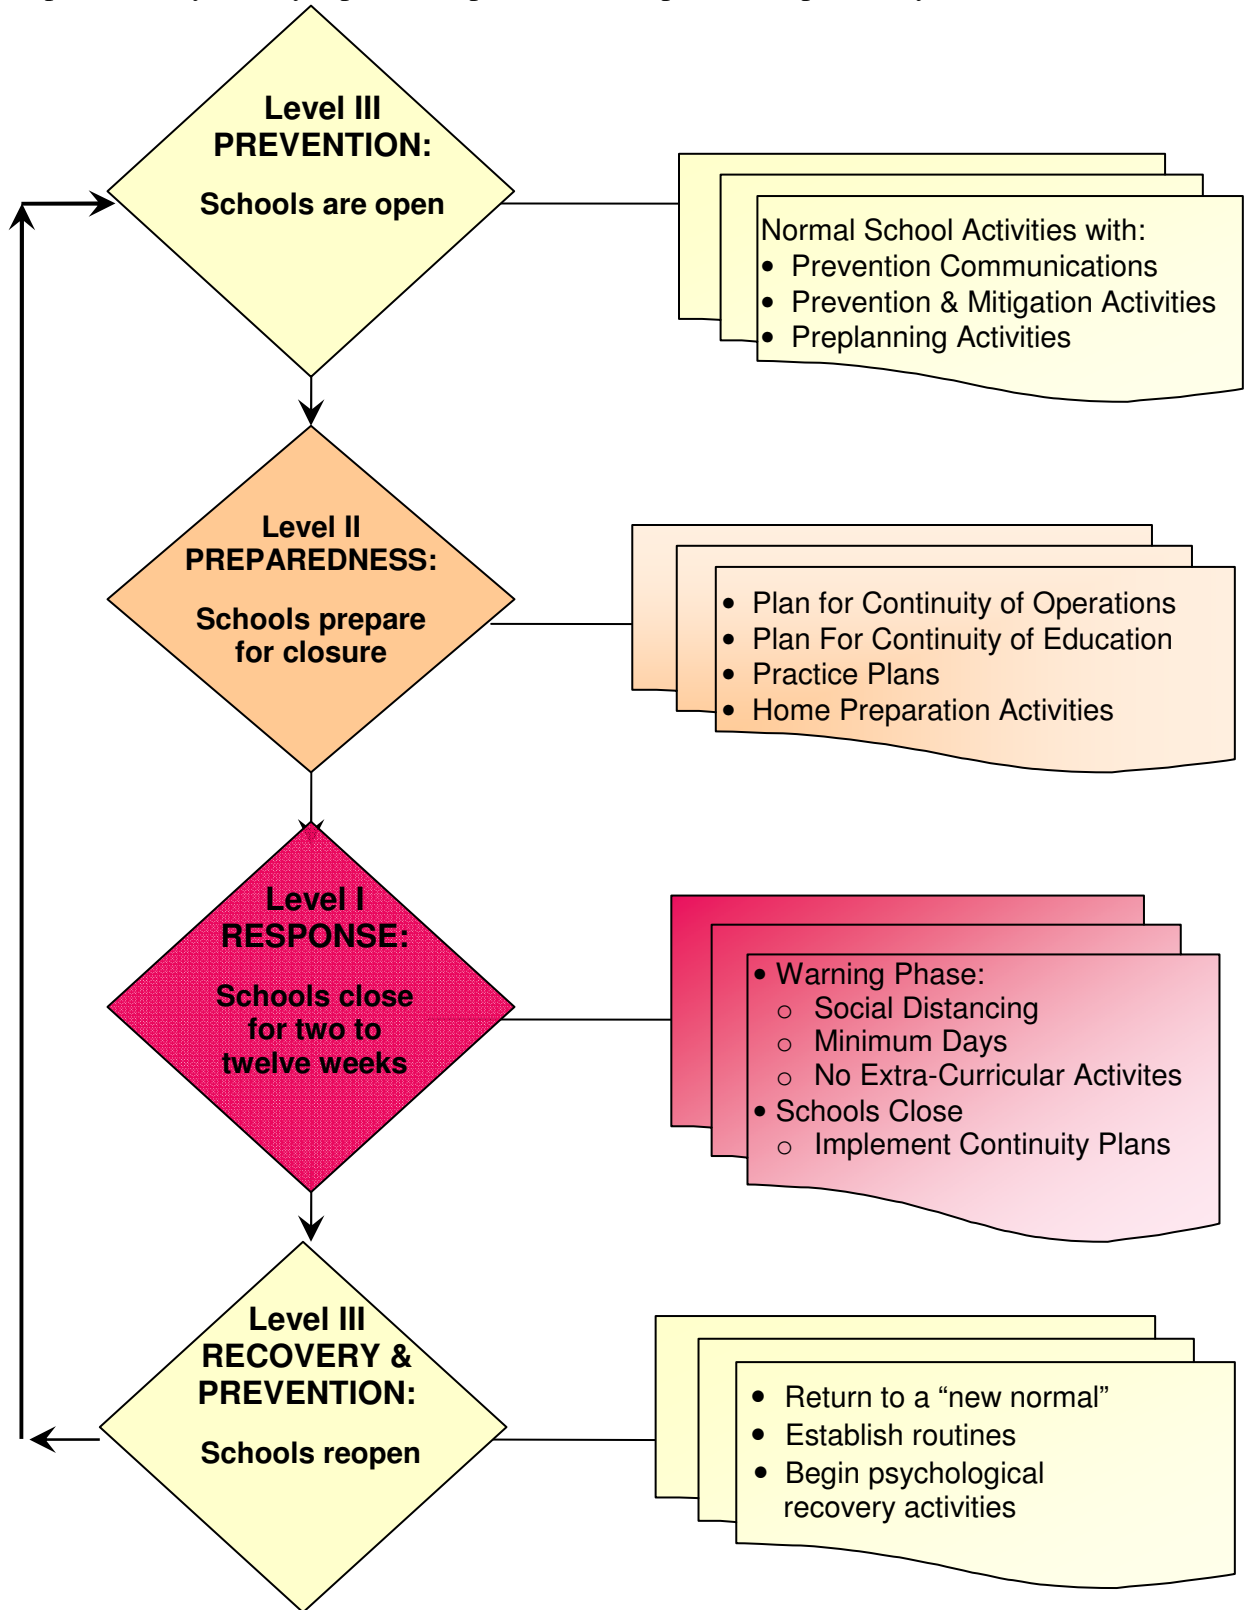 Level III
PREVENTION:
Schools are open
Normal School Activities with:
• Prevention Communications
• Prevention & Mitigation Activities
• Preplanning Activities
Level II
PREPAREDNESS:
Schools prepare
for closure
• Plan for Continuity of Operations
• Plan For Continuity of Education
• Practice Plans
• Home Preparation Activities
Level I
RESPONSE:
Schools close
for two to
twelve weeks
• Warning Phase:
o Social Distancing
o Minimum Days
o No Extra-Curricular Activites
• Schools Close
o Implement Continuity Plans
Level III
RECOVERY &
PREVENTION:
Schools reopen
• Return to a “new normal”
• Establish routines
• Begin psychological
recovery activities